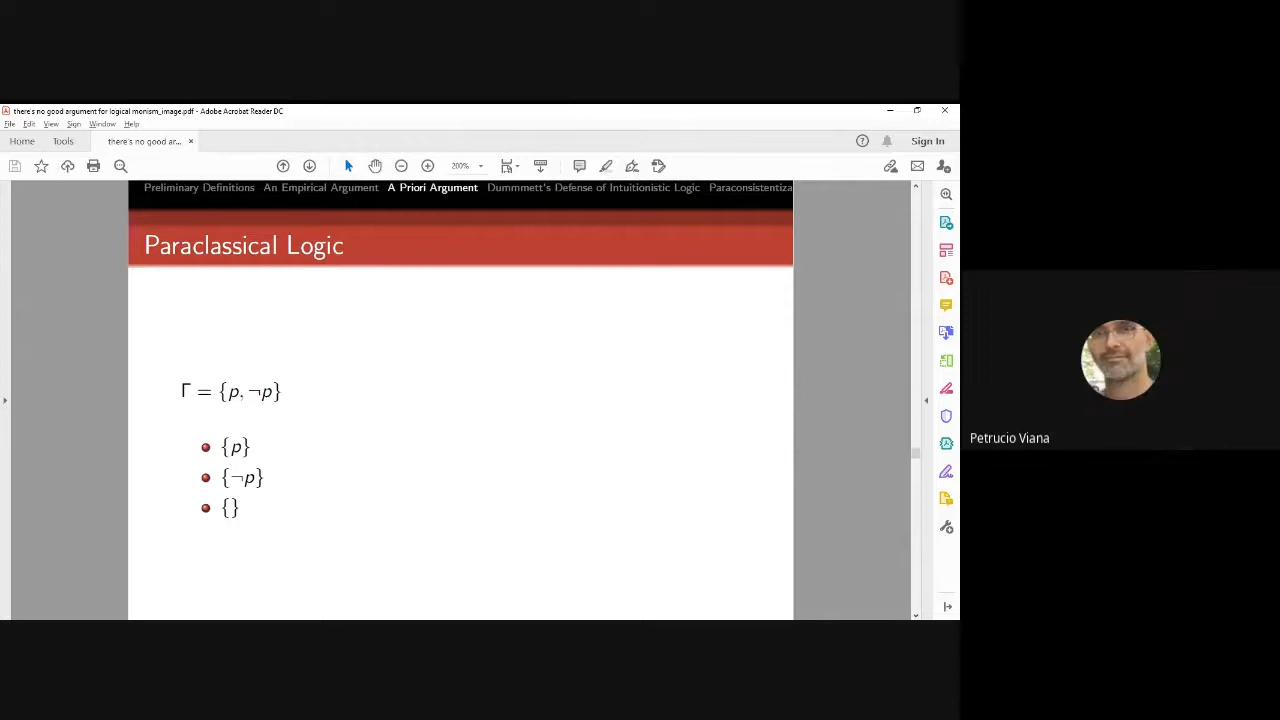 there's no good argument for logical monism_image.pdf - Adobe Acrobat Reader DC
File Edit View Sign Window Help
Home Tools there's no good ar... × Sign In
200%
Preliminary Definitions An Empirical Argument A Priori Argument Dummmett's Defense of Intuitionistic Logic Paraconsistentiza
Paraclassical Logic
Γ = {p, ¬p}
{p}
{¬p}
{}
Petrucio Viana